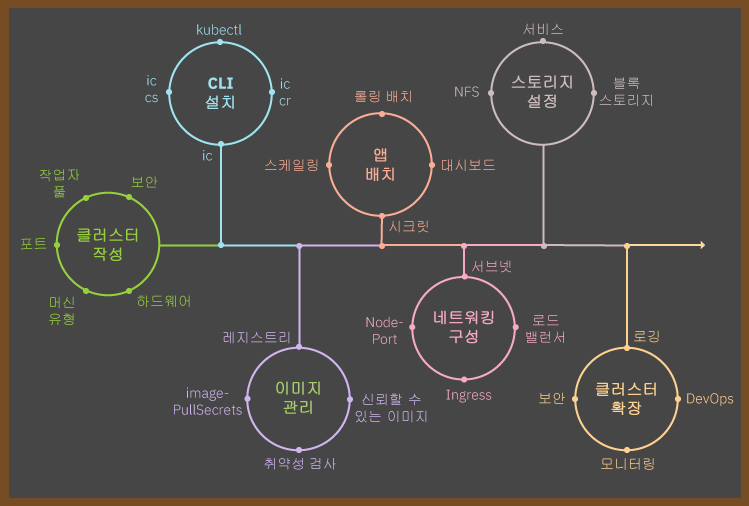 kubectl
ic
cs
CLI
설치
ic
cr
ic
롤링 배치
스케일링
앱
배치
대시보드
시크릿
서비스
NFS
스토리지
설정
블록
스토리지
작업자
풀
보안
포트
클러스터
작성
머신
유형
하드웨어
레지스트리
image-
PullSecrets
이미지
관리
신뢰할 수
있는 이미지
취약성 검사
서브넷
Node-
Port
네트워킹
구성
로드
밸런서
Ingress
로깅
보안
클러스터
확장
DevOps
모니터링